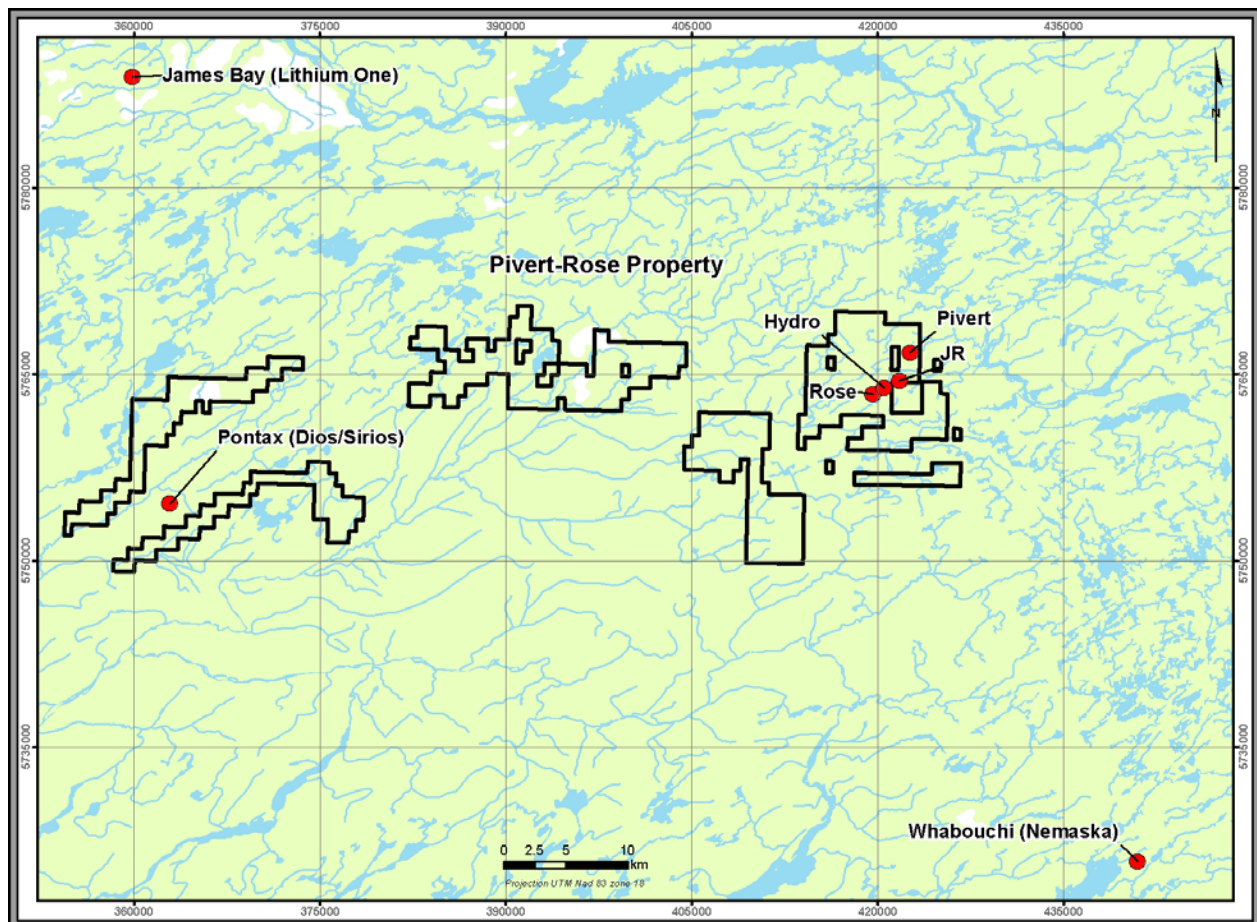 360000 375000 390000 405000 420000 435000
James Bay (Lithium One)
N
5780000 5780000
Pivert-Rose Property
Hydro
Pivert
JR
5765000 5765000
Rose
Pontax (Dios/Sirios)
5750000 5750000
5735000 5735000
Whabouchi (Nemaska)
0 2.5 5 10
km
Projection UTM Nad 83 zone 18
360000 375000 390000 405000 420000 435000